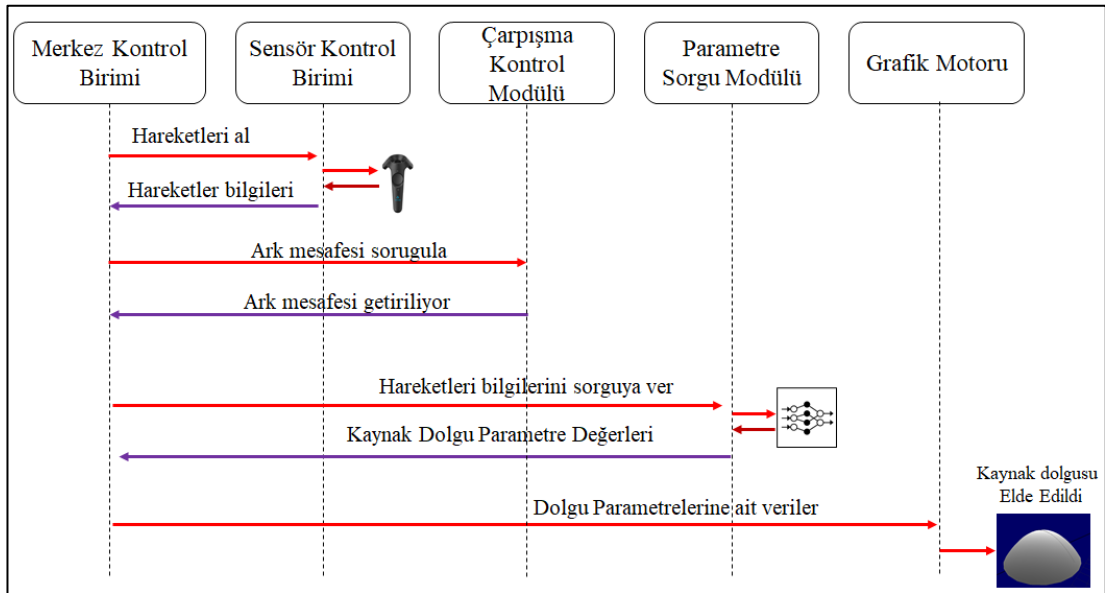 Merkez Kontrol
Birimi
Sensör Kontrol
Birimi
Çarpışma
Kontrol
Modülü
Parametre
Sorgu Modülü
Grafik Motoru
Hareketleri al
Hareketler bilgileri
Ark mesafesi sorugula
Ark mesafesi getiriliyor
Hareketleri bilgilerini sorguya ver
Kaynak Dolgu Parametre Değerleri
Kaynak dolgusu
Elde Edildi
Dolgu Parametrelerine ait veriler